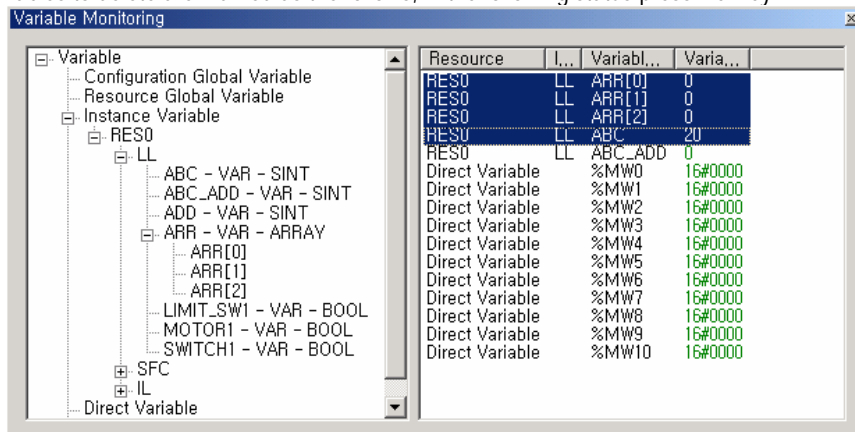 Variable Monitoring
Variable
Configuration Global Variable
Resource Global Variable
Instance Variable
RES0
LL
ABC - VAR - SINT
ABC_ADD - VAR - SINT
ADD - VAR - SINT
ARR - VAR - ARRAY
ARR[0]
ARR[1]
ARR[2]
LIMIT_SW1 - VAR - BOOL
MOTOR1 - VAR - BOOL
SWITCH1 - VAR - BOOL
SFC
IL
Direct Variable
Resource I... Variabl... Varia...
RES0 LL ARR[0] 0
RES0 LL ARR[1] 0
RES0 LL ARR[2] 0
RES0 LL ABC 20
RES0 LL ABC_ADD 0
Direct Variable %MW0 16#0000
Direct Variable %MW1 16#0000
Direct Variable %MW2 16#0000
Direct Variable %MW3 16#0000
Direct Variable %MW4 16#0000
Direct Variable %MW5 16#0000
Direct Variable %MW6 16#0000
Direct Variable %MW7 16#0000
Direct Variable %MW8 16#0000
Direct Variable %MW9 16#0000
Direct Variable %MW10 16#0000